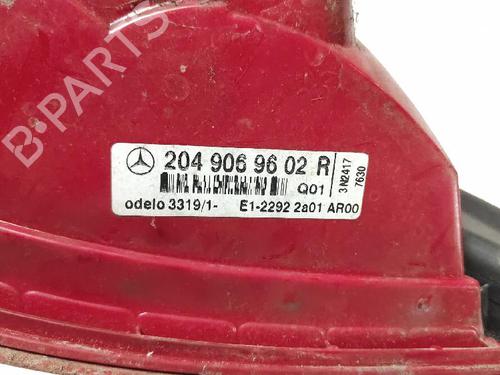 B-PARTS
204 906 96 02 R
Q01
odelo 3319/1- E1-2292 2a01 AR00
3N2417
7630